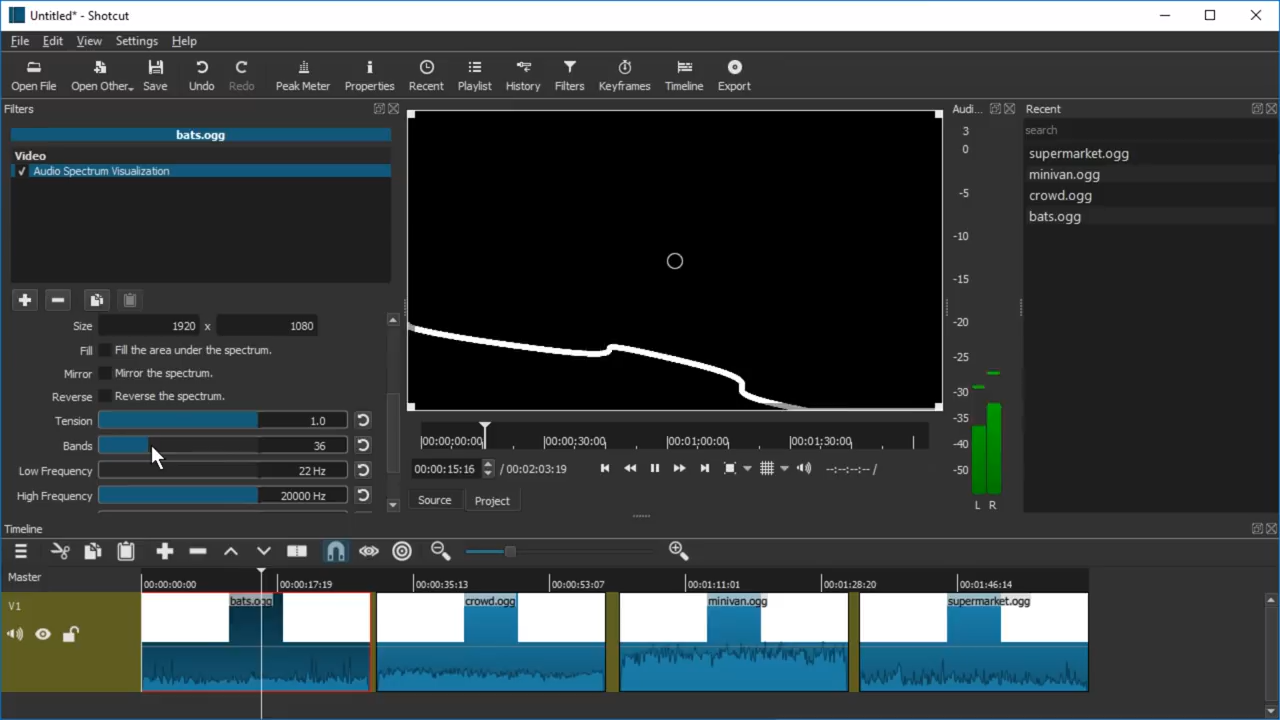 Untitled* - Shotcut
File Edit View Settings Help
Open File Open Other... Save Undo Redo Peak Meter Properties Recent Playlist History Filters Keyframes Timeline Export
Filters
bats.ogg
Video
✓ Audio Spectrum Visualization
Size 1920 x 1080
Fill Fill the area under the spectrum.
Mirror Mirror the spectrum.
Reverse Reverse the spectrum.
Tension 1.0
Bands 36
Low Frequency 22 Hz
High Frequency 20000 Hz
00:00:00:00 00:00:30:00 00:01:00:00 00:01:30:00
00:00:15:16 / 00:02:03:19 --:--:--:-- /
Source Project
Audi...
3
0
-5
-10
-15
-20
-25
-30
-35
-40
-50
L R
Recent
search
supermarket.ogg
minivan.ogg
crowd.ogg
bats.ogg
Timeline
Master 00:00:00:00 00:00:17:19 00:00:35:13 00:00:53:07 00:01:11:01 00:01:28:20 00:01:46:14
V1 bats.ogg crowd.ogg minivan.ogg supermarket.ogg